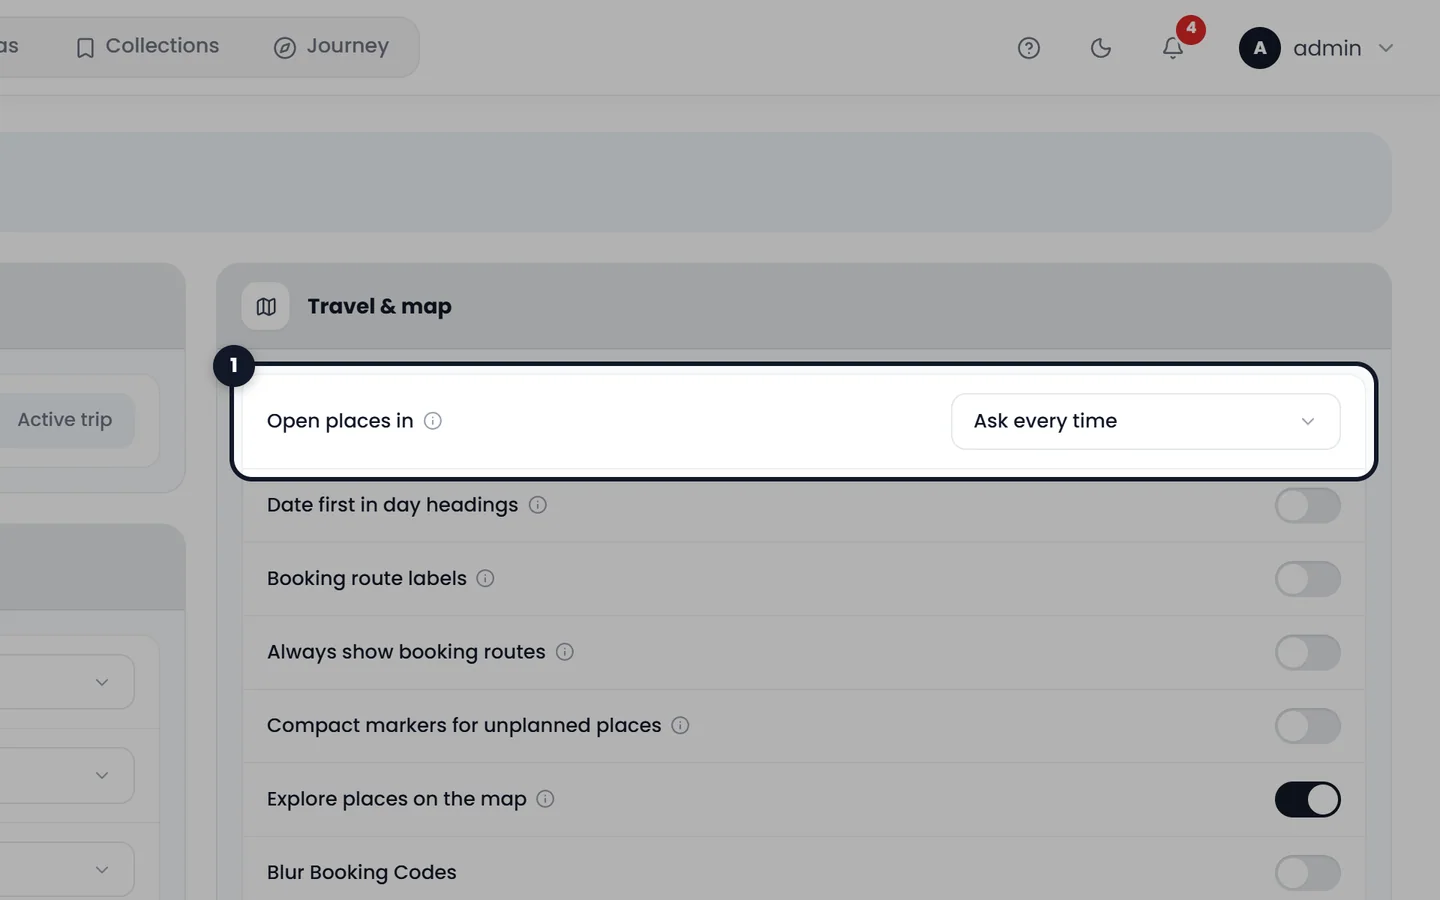 as
Collections
Journey
4
A
admin
Travel & map
1
Active trip
Open places in
Ask every time
Date first in day headings
Booking route labels
Always show booking routes
Compact markers for unplanned places
Explore places on the map
Blur Booking Codes